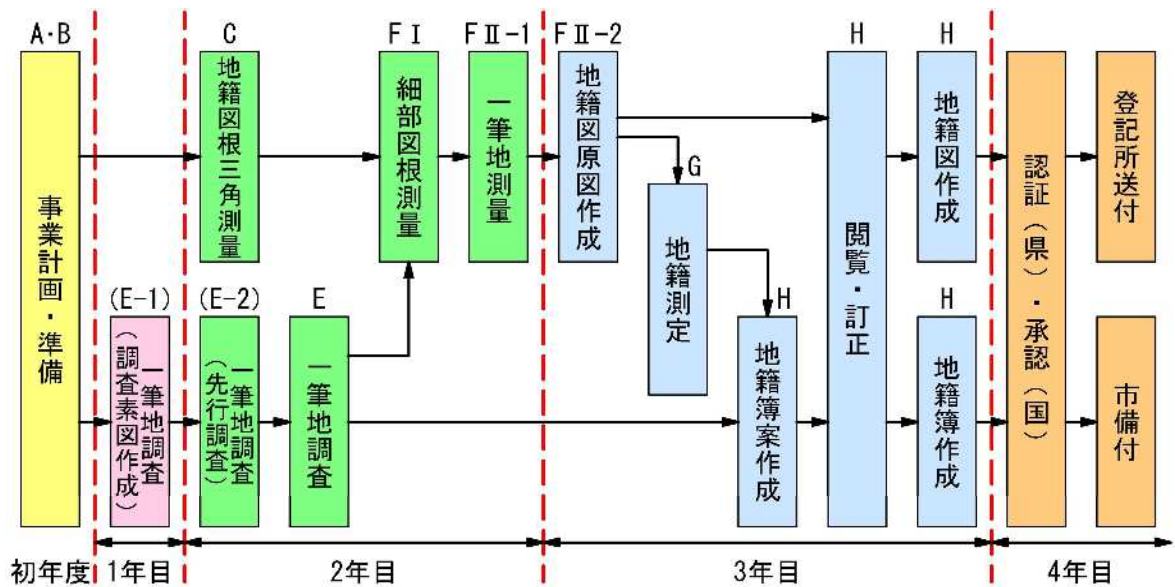 A・B
事業計画・準備
(E-1)
一筆地調査
(調査素図作成)
C
地籍図根三角測量
(E-2)
一筆地調査
(先行調査)
E
一筆地調査
FⅠ
細部図根測量
FⅡ-1
一筆地測量
FⅡ-2
地籍図原図作成
G
地籍測定
H
地籍簿案作成
H
閲覧・訂正
H
地籍図作成
H
地籍簿作成
認証(県)・承認(国)
登記所送付
市備付
初年度
1年目
2年目
3年目
4年目